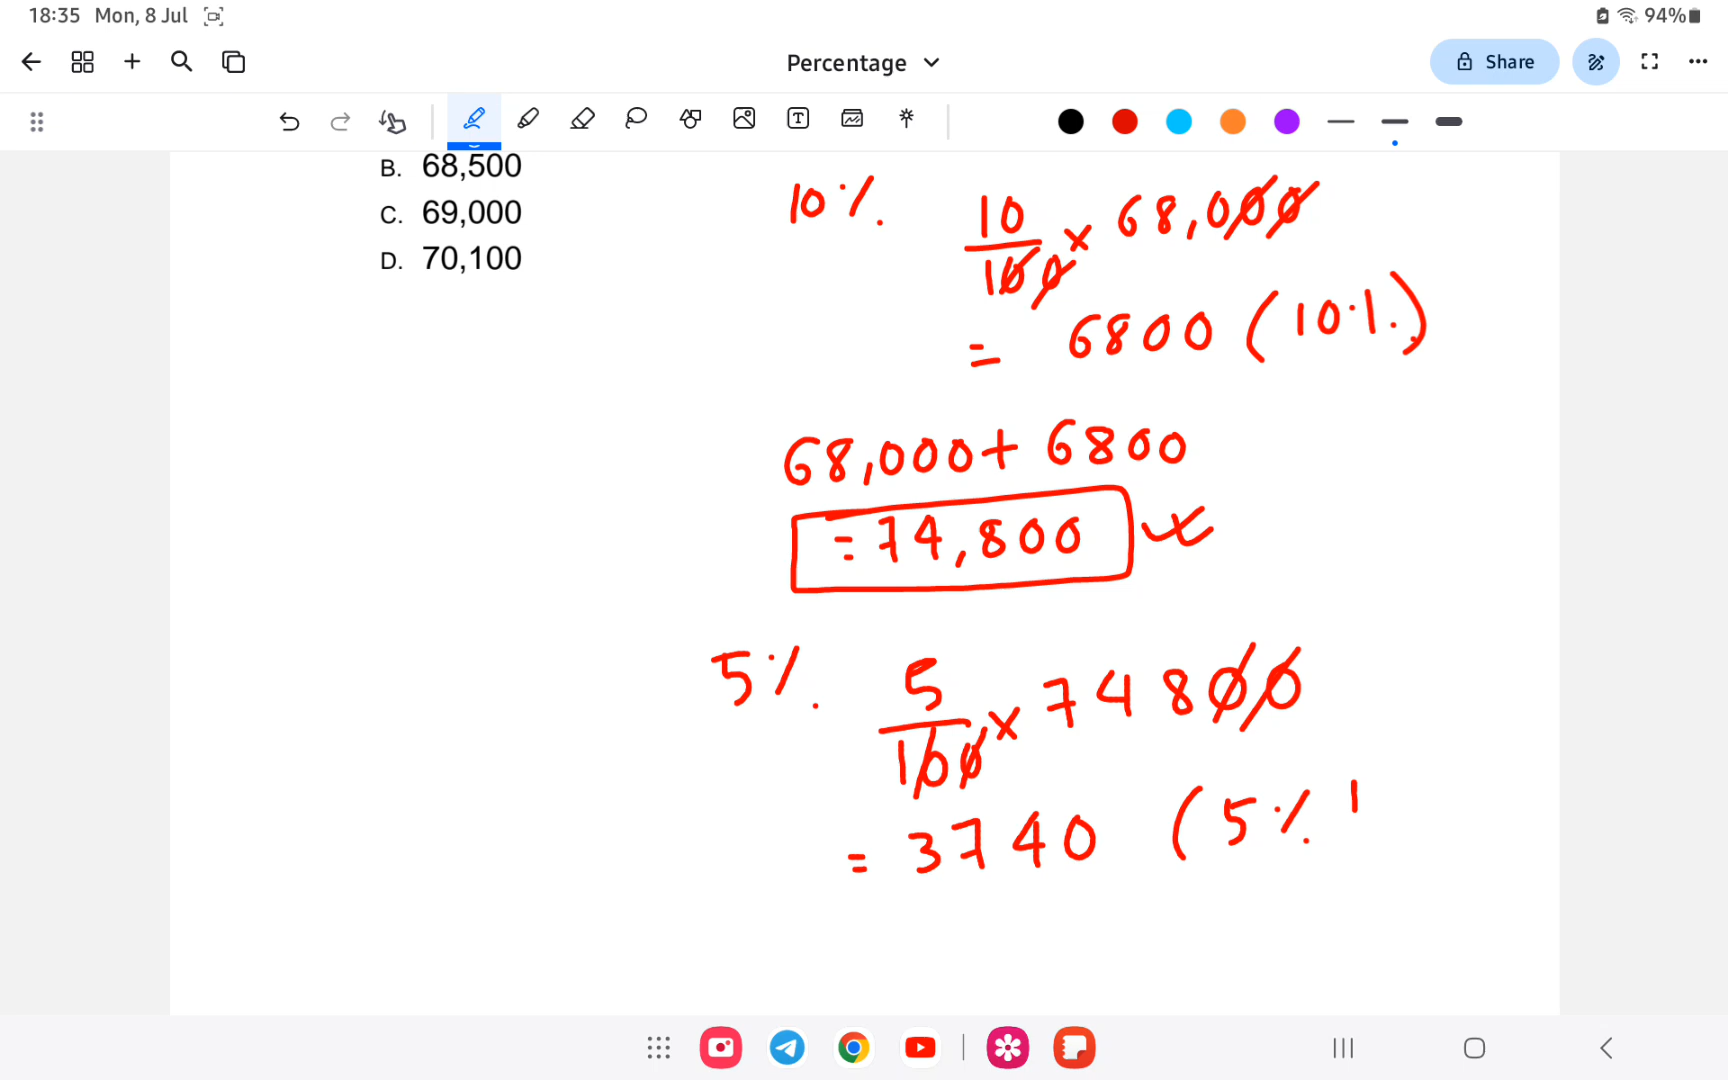 18:35 Mon, 8 Jul 94%
Percentage Share
B. 68,500
C. 69,000
D. 70,100
10%
10/100 × 68,000
= 6800 (10%)
68,000 + 6800
= 74,800
5%
5/100 × 74800
= 3740 (5%